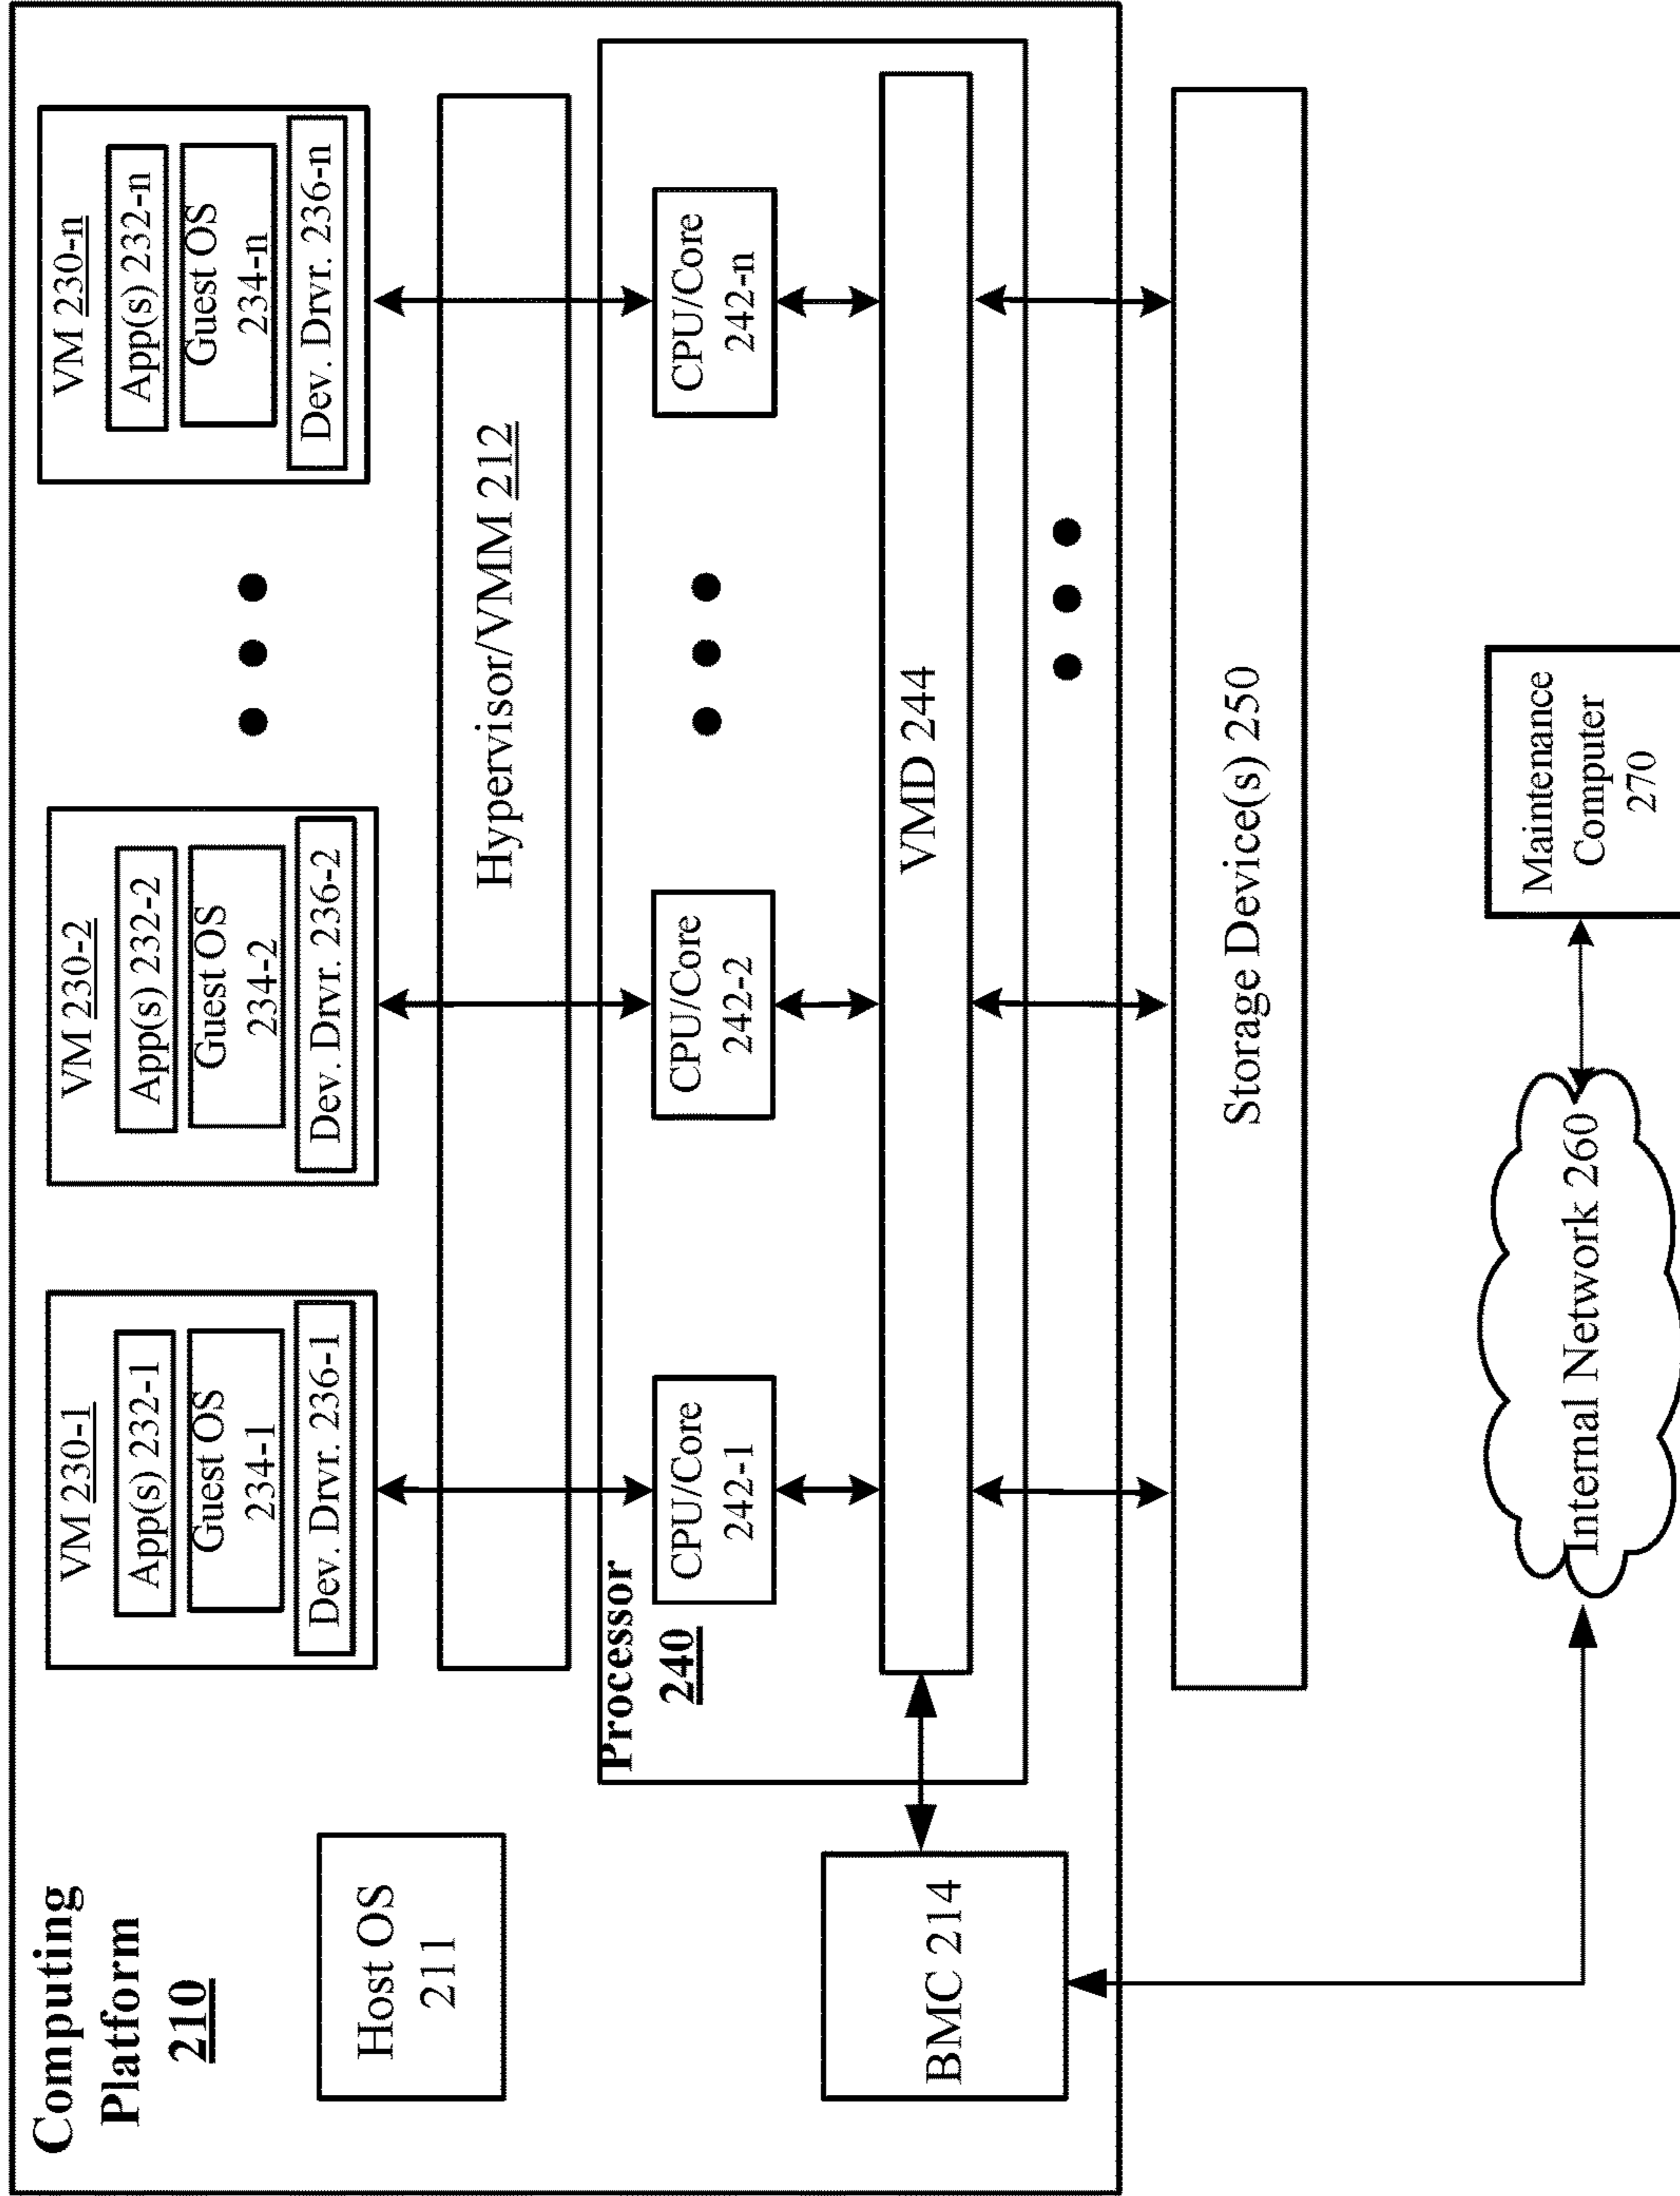 Computing
Platform
210
Host OS
211
BMC 214
VM 230-1
App(s) 232-1
Guest OS
234-1
Dev. Drvr. 236-1
VM 230-2
App(s) 232-2
Guest OS
234-2
Dev. Drvr. 236-2
VM 230-n
App(s) 232-n
Guest OS
234-n
Dev. Drvr. 236-n
Hypervisor/VMM 212
Processor
240
CPU/Core
242-1
CPU/Core
242-2
CPU/Core
242-n
VMD 244
Storage Device(s) 250
Internal Network 260
Maintenance
Computer
270